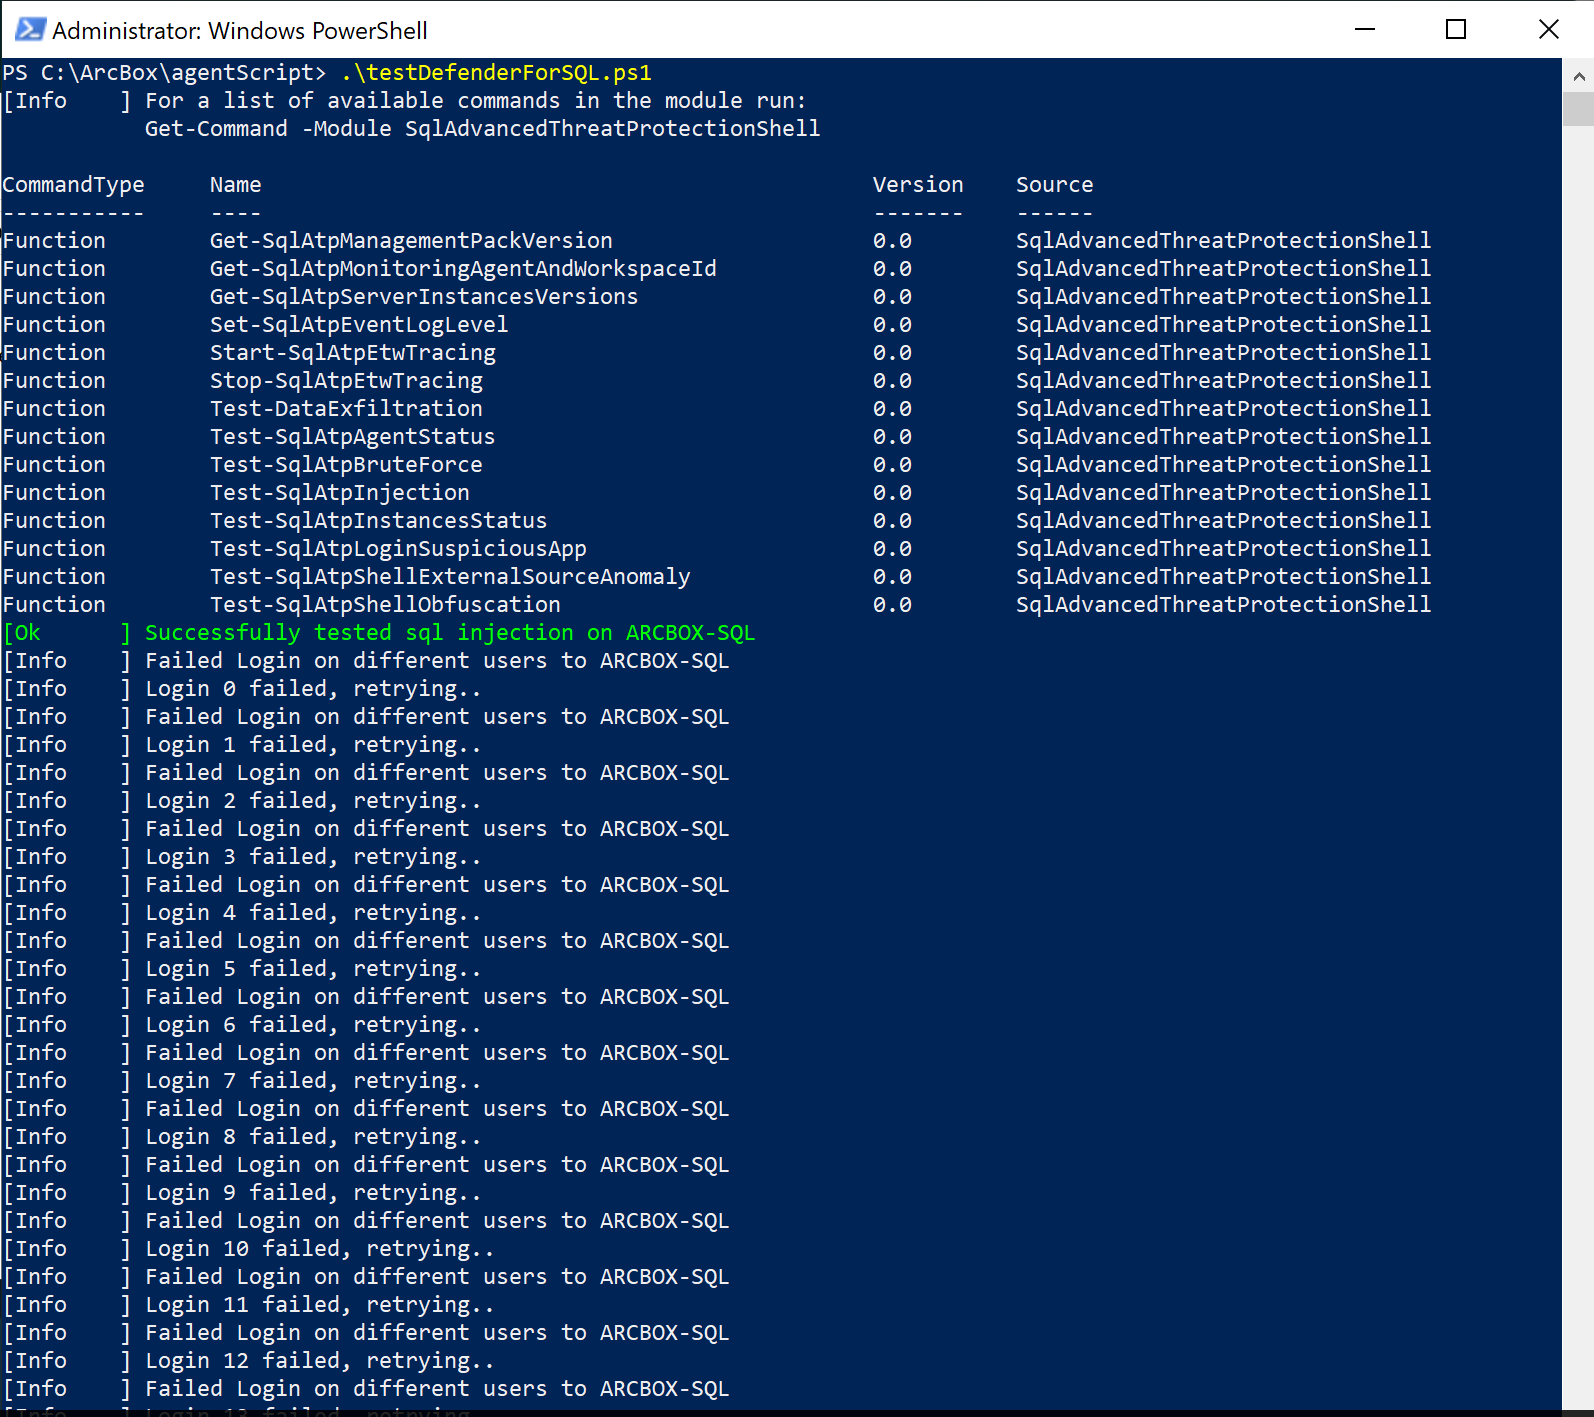 Administrator: Windows PowerShell
PS C:\ArcBox\agentScript> .\testDefenderForSQL.ps1
[Info    ] For a list of available commands in the module run:
           Get-Command -Module SqlAdvancedThreatProtectionShell
CommandType     Name                                               Version    Source
-----------     ----                                               -------    ------
Function        Get-SqlAtpManagementPackVersion                    0.0        SqlAdvancedThreatProtectionShell
Function        Get-SqlAtpMonitoringAgentAndWorkspaceId            0.0        SqlAdvancedThreatProtectionShell
Function        Get-SqlAtpServerInstancesVersions                  0.0        SqlAdvancedThreatProtectionShell
Function        Set-SqlAtpEventLogLevel                            0.0        SqlAdvancedThreatProtectionShell
Function        Start-SqlAtpEtwTracing                             0.0        SqlAdvancedThreatProtectionShell
Function        Stop-SqlAtpEtwTracing                              0.0        SqlAdvancedThreatProtectionShell
Function        Test-DataExfiltration                              0.0        SqlAdvancedThreatProtectionShell
Function        Test-SqlAtpAgentStatus                             0.0        SqlAdvancedThreatProtectionShell
Function        Test-SqlAtpBruteForce                              0.0        SqlAdvancedThreatProtectionShell
Function        Test-SqlAtpInjection                               0.0        SqlAdvancedThreatProtectionShell
Function        Test-SqlAtpInstancesStatus                         0.0        SqlAdvancedThreatProtectionShell
Function        Test-SqlAtpLoginSuspiciousApp                      0.0        SqlAdvancedThreatProtectionShell
Function        Test-SqlAtpShellExternalSourceAnomaly              0.0        SqlAdvancedThreatProtectionShell
Function        Test-SqlAtpShellObfuscation                        0.0        SqlAdvancedThreatProtectionShell
[Ok      ] Successfully tested sql injection on ARCBOX-SQL
[Info    ] Failed Login on different users to ARCBOX-SQL
[Info    ] Login 0 failed, retrying..
[Info    ] Failed Login on different users to ARCBOX-SQL
[Info    ] Login 1 failed, retrying..
[Info    ] Failed Login on different users to ARCBOX-SQL
[Info    ] Login 2 failed, retrying..
[Info    ] Failed Login on different users to ARCBOX-SQL
[Info    ] Login 3 failed, retrying..
[Info    ] Failed Login on different users to ARCBOX-SQL
[Info    ] Login 4 failed, retrying..
[Info    ] Failed Login on different users to ARCBOX-SQL
[Info    ] Login 5 failed, retrying..
[Info    ] Failed Login on different users to ARCBOX-SQL
[Info    ] Login 6 failed, retrying..
[Info    ] Failed Login on different users to ARCBOX-SQL
[Info    ] Login 7 failed, retrying..
[Info    ] Failed Login on different users to ARCBOX-SQL
[Info    ] Login 8 failed, retrying..
[Info    ] Failed Login on different users to ARCBOX-SQL
[Info    ] Login 9 failed, retrying..
[Info    ] Failed Login on different users to ARCBOX-SQL
[Info    ] Login 10 failed, retrying..
[Info    ] Failed Login on different users to ARCBOX-SQL
[Info    ] Login 11 failed, retrying..
[Info    ] Failed Login on different users to ARCBOX-SQL
[Info    ] Login 12 failed, retrying..
[Info    ] Failed Login on different users to ARCBOX-SQL